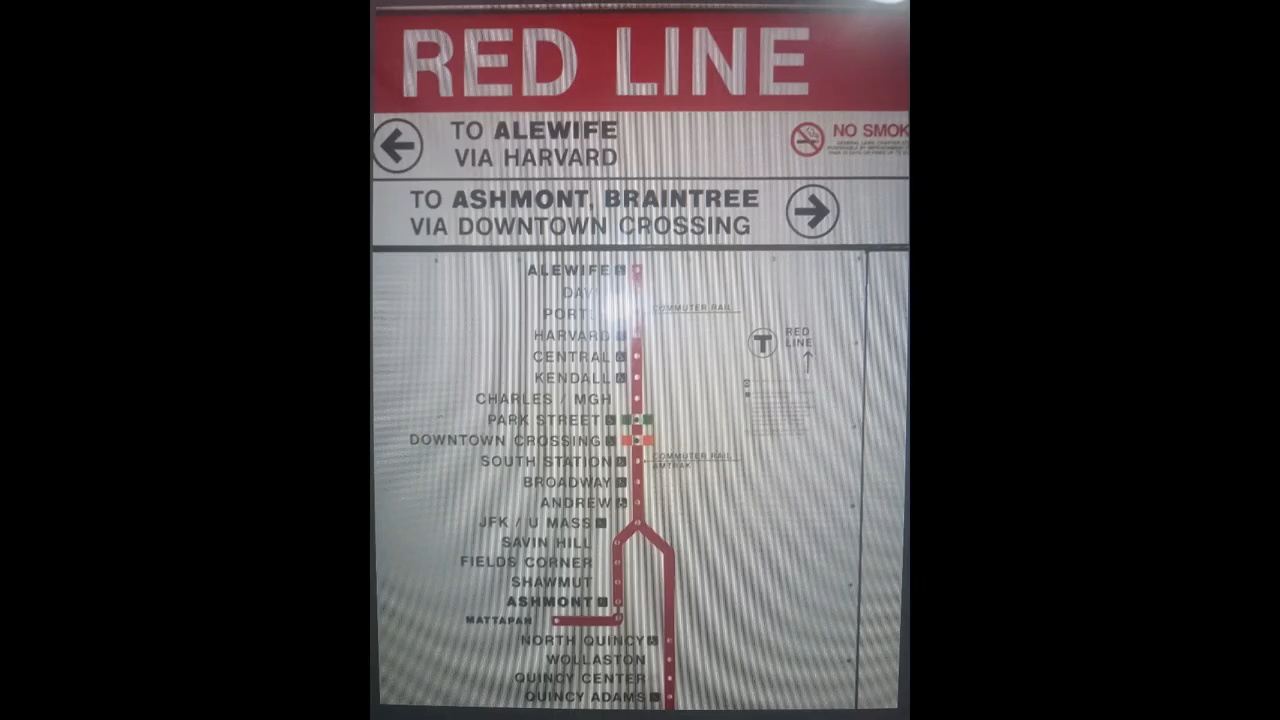 RED LINE
TO ALEWIFE
VIA HARVARD
NO SMOK
TO ASHMONT, BRAINTREE
VIA DOWNTOWN CROSSING
ALEWIFE
DAV
PORT
COMMUTER RAIL
HARVARD
T RED
LINE
CENTRAL
KENDALL
CHARLES / MGH
PARK STREET
DOWNTOWN CROSSING
SOUTH STATION
COMMUTER RAIL
AMTRAK
BROADWAY
ANDREW
JFK / U MASS
SAVIN HILL
FIELDS CORNER
SHAWMUT
ASHMONT
MATTAPAN
NORTH QUINCY
WOLLASTON
QUINCY CENTER
QUINCY ADAMS